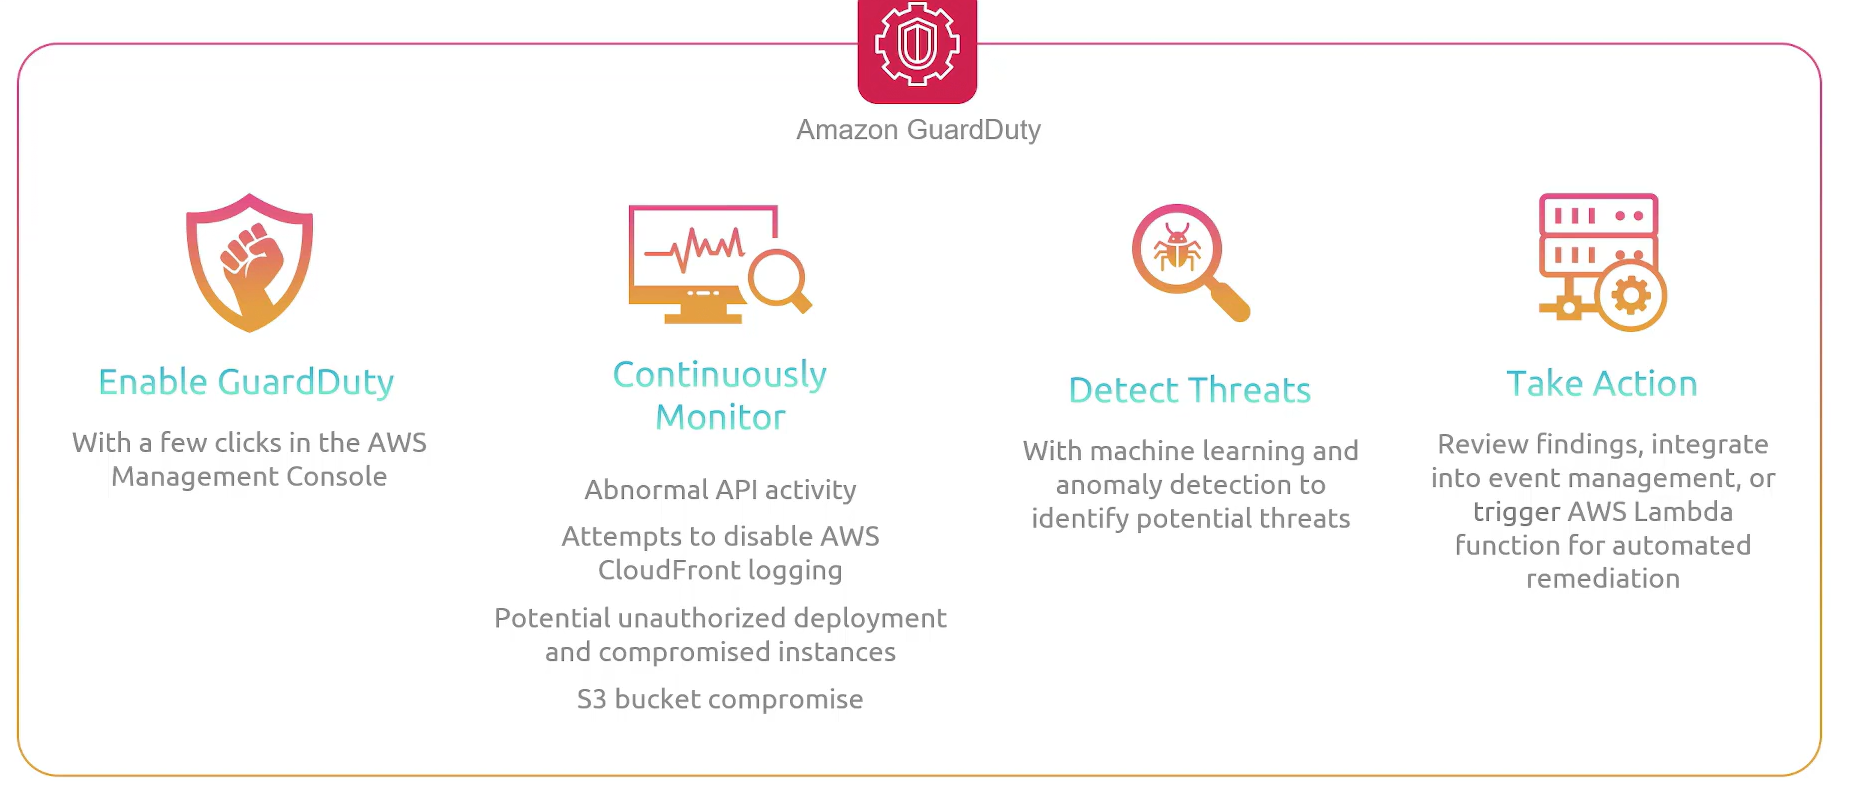 Amazon GuardDuty
Enable GuardDuty
With a few clicks in the AWS
Management Console
Continuously
Monitor
Abnormal API activity
Attempts to disable AWS
CloudFront logging
Potential unauthorized deployment
and compromised instances
S3 bucket compromise
Detect Threats
With machine learning and
anomaly detection to
identify potential threats
Take Action
Review findings, integrate
into event management, or
trigger AWS Lambda
function for automated
remediation